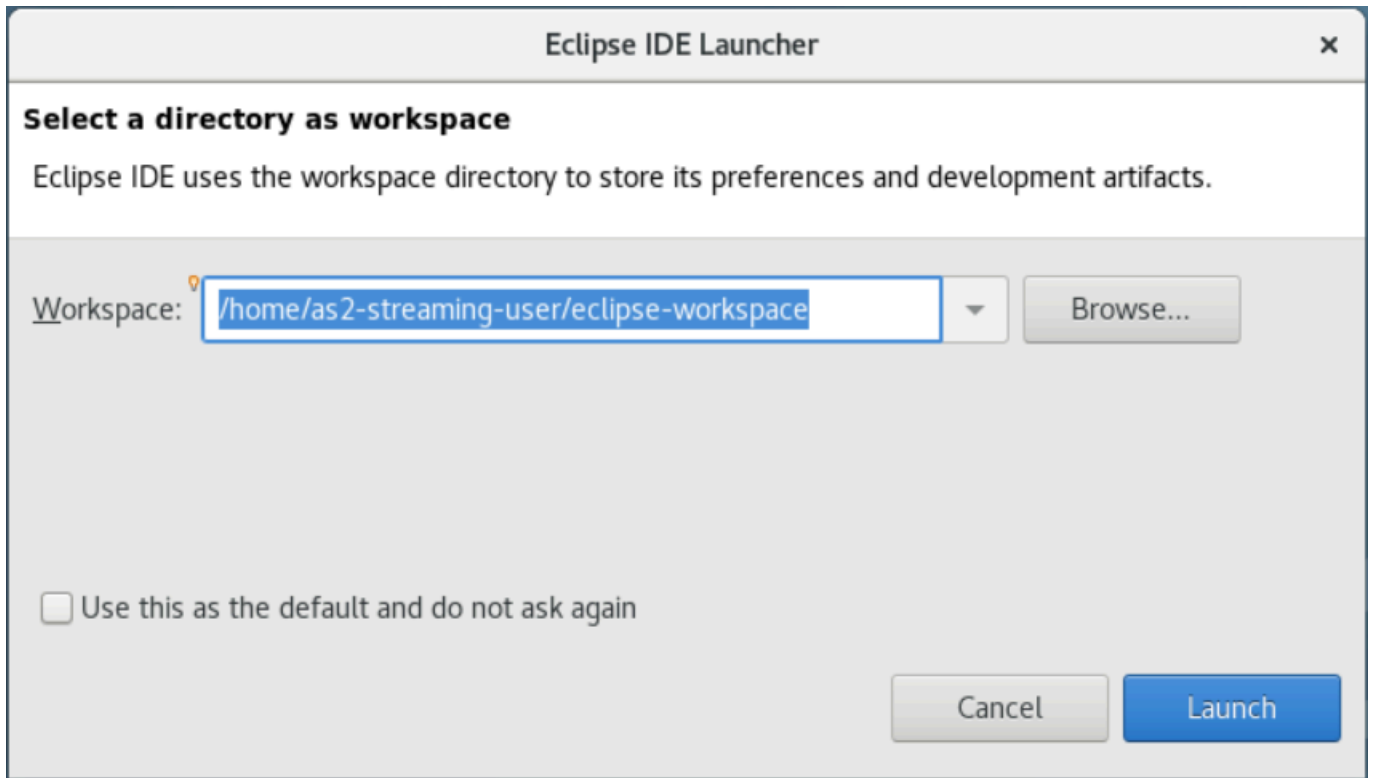 Eclipse IDE Launcher ×
Select a directory as workspace
Eclipse IDE uses the workspace directory to store its preferences and development artifacts.
Workspace: /home/as2-streaming-user/eclipse-workspace Browse...
Use this as the default and do not ask again
Cancel Launch